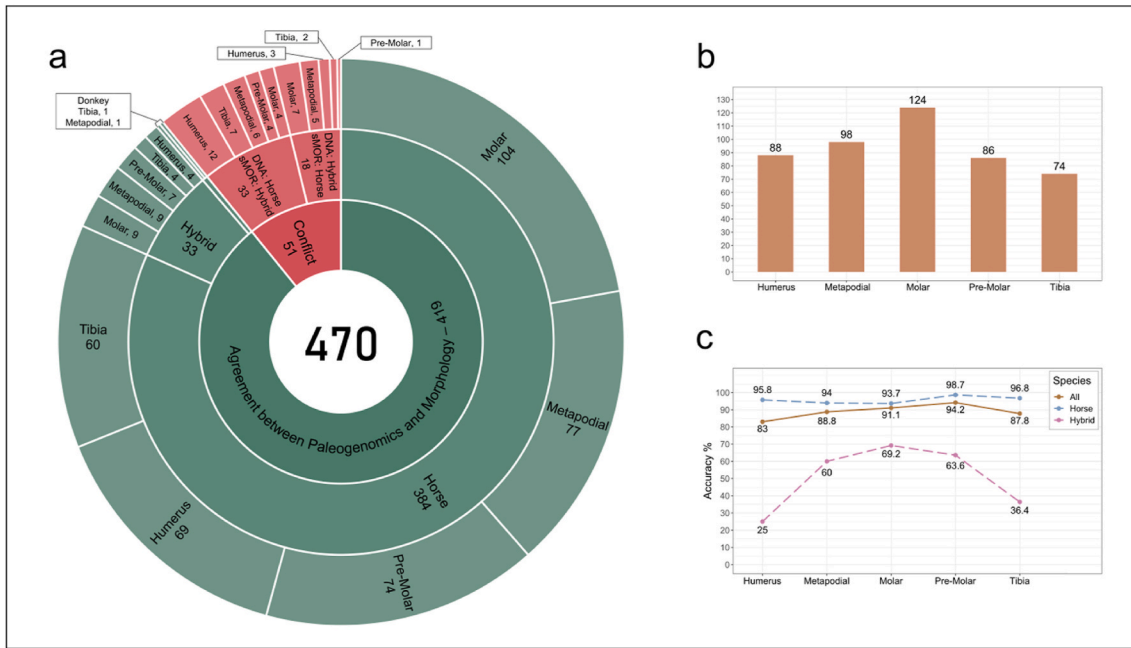 a
Tibia, 2
Humerus, 3
Pre-Molar, 1
Donkey
Tibia, 1
Metapodial, 1
Humerus, 12
Tibia, 7
Metapodial, 6
Pre-Molar, 4
Molar, 4
Molar, 7
Metapodial, 5
DNA: Horse
sMOR: Hybrid
33
DNA: Hybrid
sMOR: Horse
18
Conflict
51
Humerus, 4
Tibia, 4
Pre-Molar, 7
Metapodial, 9
Molar, 9
Hybrid
33
Molar
104
Metapodial
77
Pre-Molar
74
Humerus
69
Tibia
60
Horse
384
Agreement between Paleogenomics and Morphology – 419
470
b
130
120
110
100
90
80
70
60
50
40
30
20
10
0
88
98
124
86
74
Humerus
Metapodial
Molar
Pre-Molar
Tibia
c
Accuracy %
100
90
80
70
60
50
40
30
20
10
0
95.8
94
93.7
98.7
96.8
83
88.8
91.1
94.2
87.8
25
60
69.2
63.6
36.4
Humerus
Metapodial
Molar
Pre-Molar
Tibia
Species
All
Horse
Hybrid